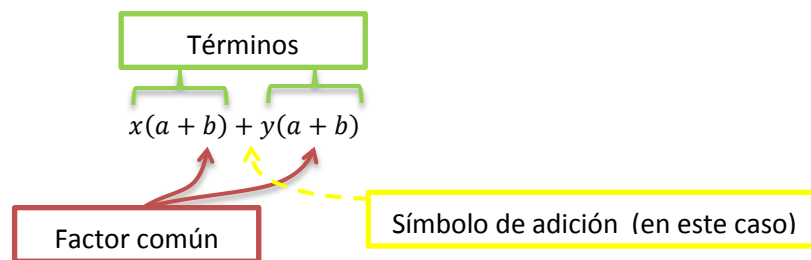 Términos
x(a + b) + y(a + b)
Factor común
Símbolo de adición (en este caso)